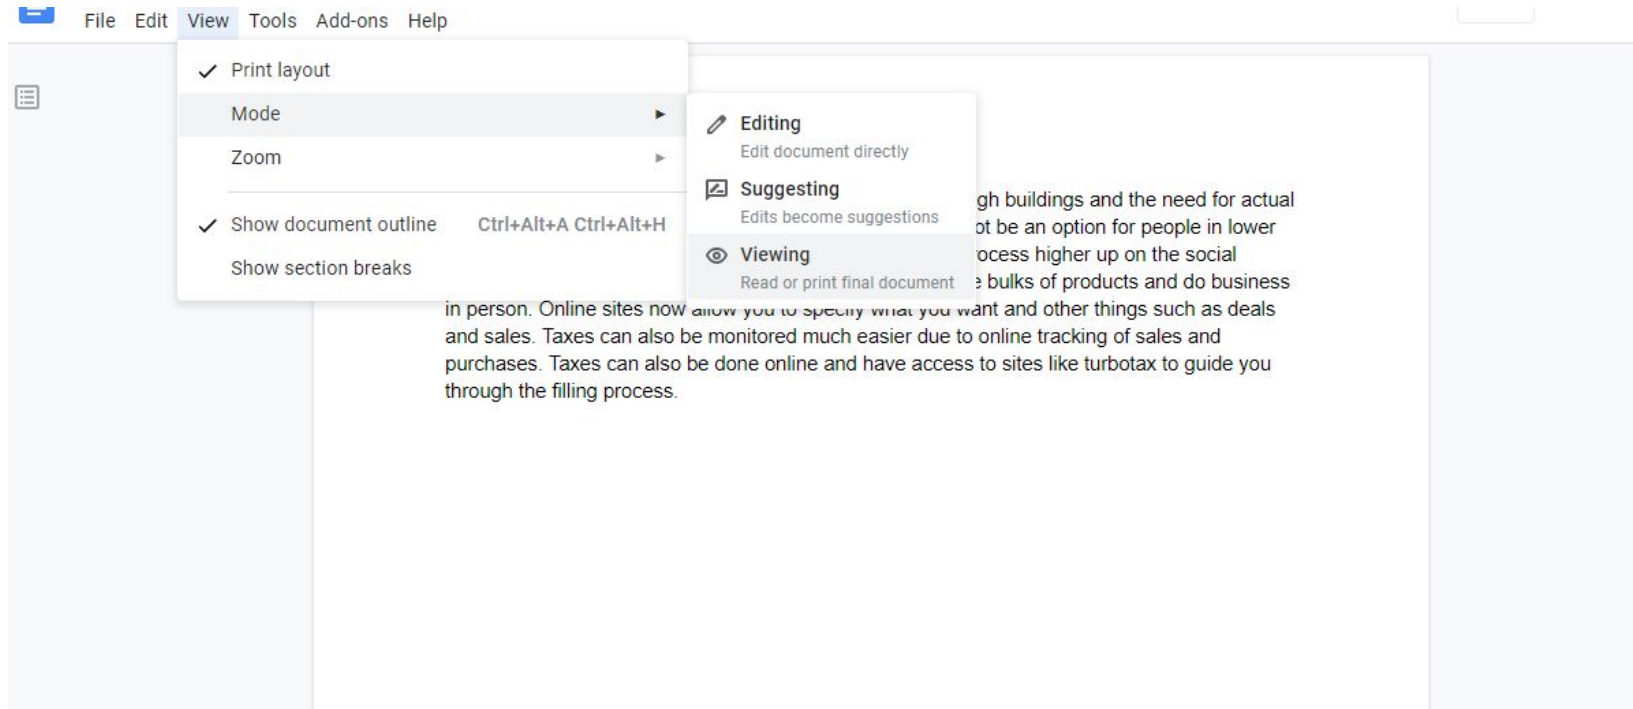 File Edit View Tools Add-ons Help
Print layout
Mode
Zoom
Show document outline Ctrl+Alt+A Ctrl+Alt+H
Show section breaks
Editing
Edit document directly
Suggesting
Edits become suggestions
Viewing
Read or print final document
buildings and the need for actual
be an option for people in lower
higher up on the social
bulks of products and do business
in person. Online sites now allow you to specify what you want and other things such as deals
and sales. Taxes can also be monitored much easier due to online tracking of sales and
purchases. Taxes can also be done online and have access to sites like turbotax to guide you
through the filling process.